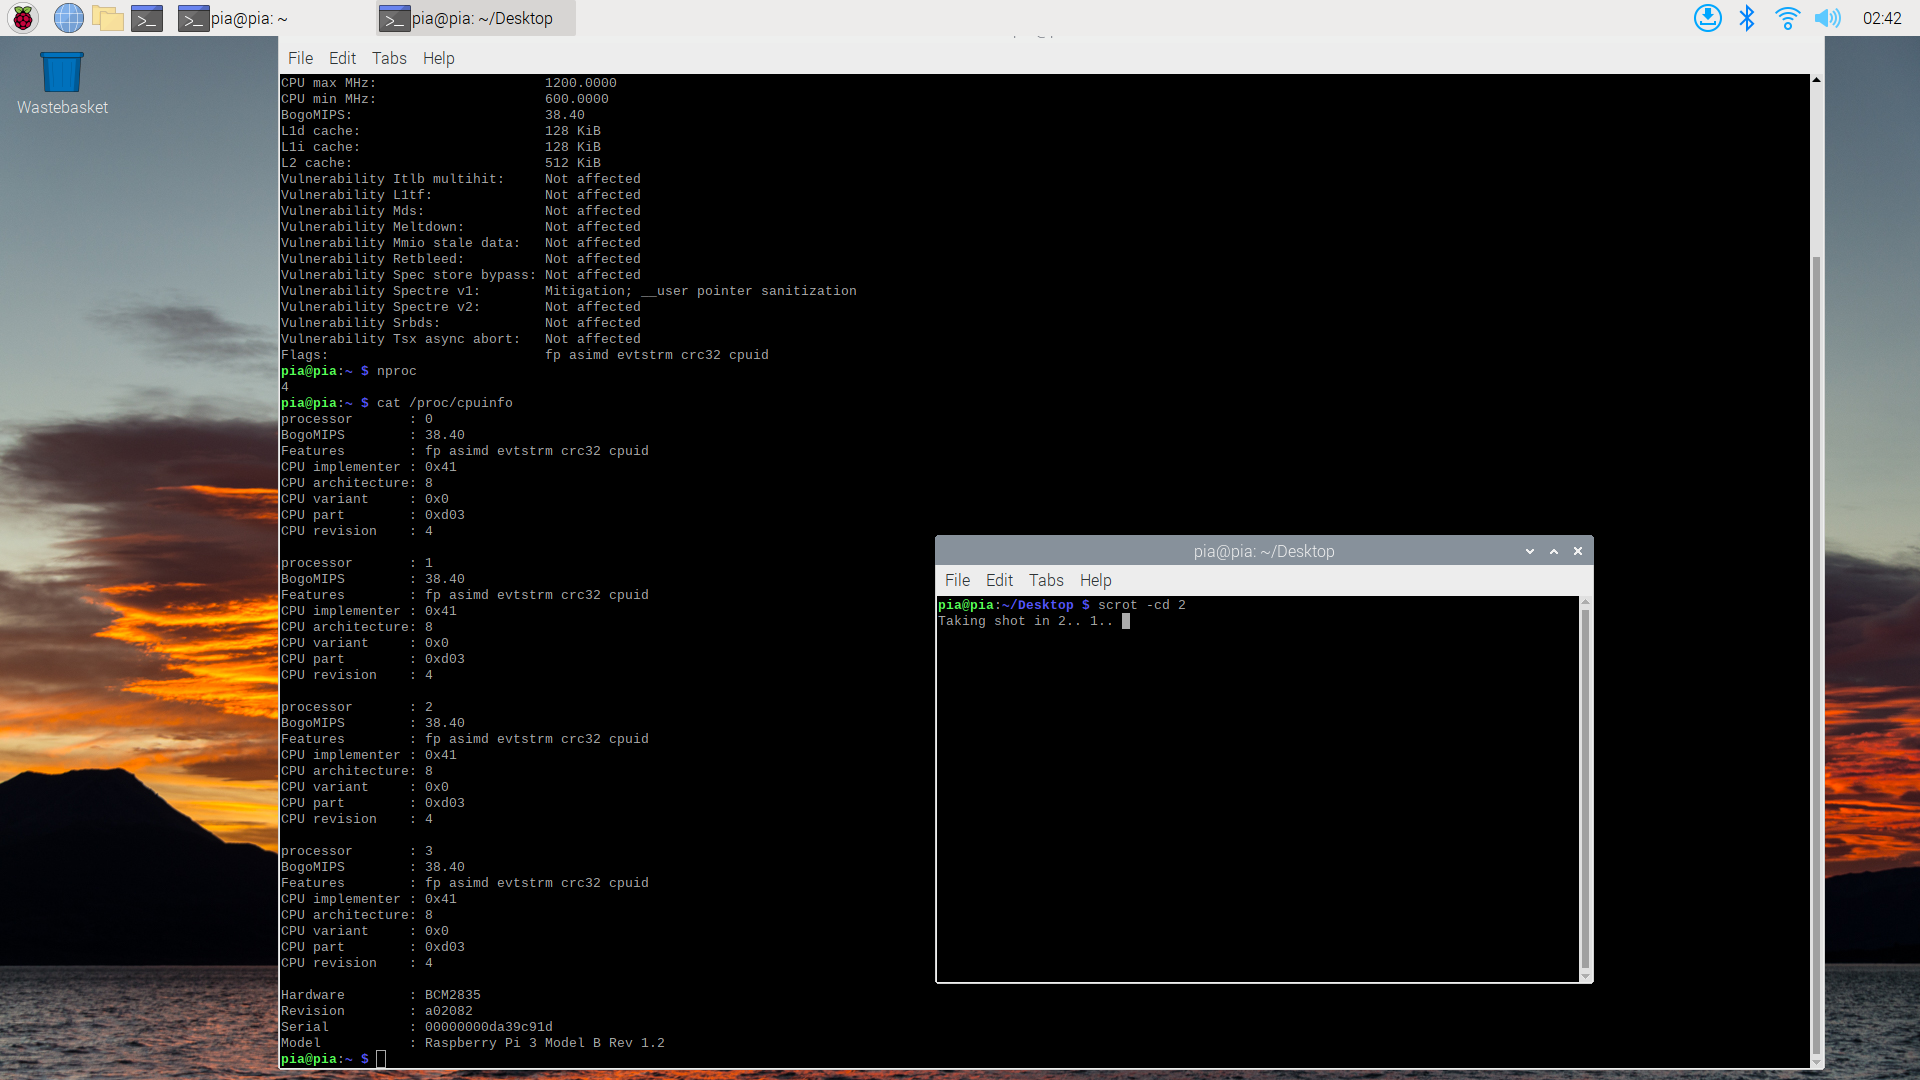 pia@pia: ~
pia@pia: ~/Desktop
02:42
Wastebasket
File Edit Tabs Help
CPU max MHz: 1200.0000
CPU min MHz: 600.0000
BogoMIPS: 38.40
L1d cache: 128 KiB
L1i cache: 128 KiB
L2 cache: 512 KiB
Vulnerability Itlb multihit: Not affected
Vulnerability L1tf: Not affected
Vulnerability Mds: Not affected
Vulnerability Meltdown: Not affected
Vulnerability Mmio stale data: Not affected
Vulnerability Retbleed: Not affected
Vulnerability Spec store bypass: Not affected
Vulnerability Spectre v1: Mitigation; __user pointer sanitization
Vulnerability Spectre v2: Not affected
Vulnerability Srbds: Not affected
Vulnerability Tsx async abort: Not affected
Flags: fp asimd evtstrm crc32 cpuid
pia@pia:~ $ nproc
4
pia@pia:~ $ cat /proc/cpuinfo
processor : 0
BogoMIPS : 38.40
Features : fp asimd evtstrm crc32 cpuid
CPU implementer : 0x41
CPU architecture: 8
CPU variant : 0x0
CPU part : 0xd03
CPU revision : 4
processor : 1
BogoMIPS : 38.40
Features : fp asimd evtstrm crc32 cpuid
CPU implementer : 0x41
CPU architecture: 8
CPU variant : 0x0
CPU part : 0xd03
CPU revision : 4
processor : 2
BogoMIPS : 38.40
Features : fp asimd evtstrm crc32 cpuid
CPU implementer : 0x41
CPU architecture: 8
CPU variant : 0x0
CPU part : 0xd03
CPU revision : 4
processor : 3
BogoMIPS : 38.40
Features : fp asimd evtstrm crc32 cpuid
CPU implementer : 0x41
CPU architecture: 8
CPU variant : 0x0
CPU part : 0xd03
CPU revision : 4
Hardware : BCM2835
Revision : a02082
Serial : 00000000da39c91d
Model : Raspberry Pi 3 Model B Rev 1.2
pia@pia:~ $
pia@pia: ~/Desktop
File Edit Tabs Help
pia@pia:~/Desktop $ scrot -cd 2
Taking shot in 2.. 1..